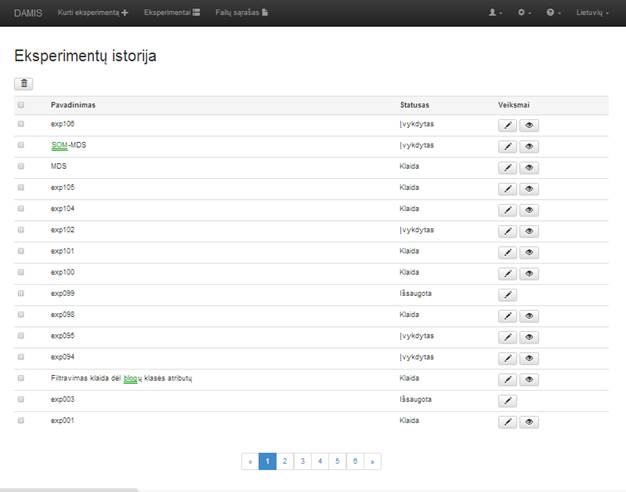 DAMIS Kurti eksperimentą Eksperimentai Failų sąrašas Lietuvių
Eksperimentų istorija
Pavadinimas Statusas Veiksmai
exp106 Įvykdytas
SOM-MDS Įvykdytas
MDS Klaida
exp105 Klaida
exp104 Klaida
exp102 Įvykdytas
exp101 Klaida
exp100 Klaida
exp099 Išsaugota
exp098 Klaida
exp095 Įvykdytas
exp094 Įvykdytas
Filtravimas klaida dėl blogų klasės atributų Klaida
exp003 Išsaugota
exp001 Klaida
« 1 2 3 4 5 6 »